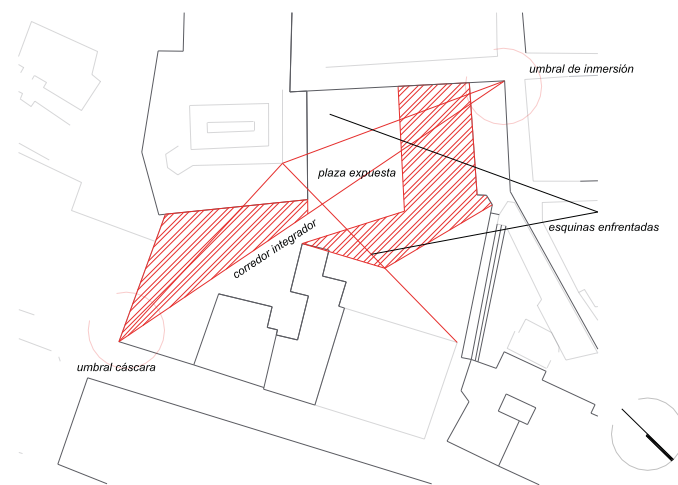 umbral de inmersión
plaza expuesta
esquinas enfrentadas
corredor integrador
umbral cáscara